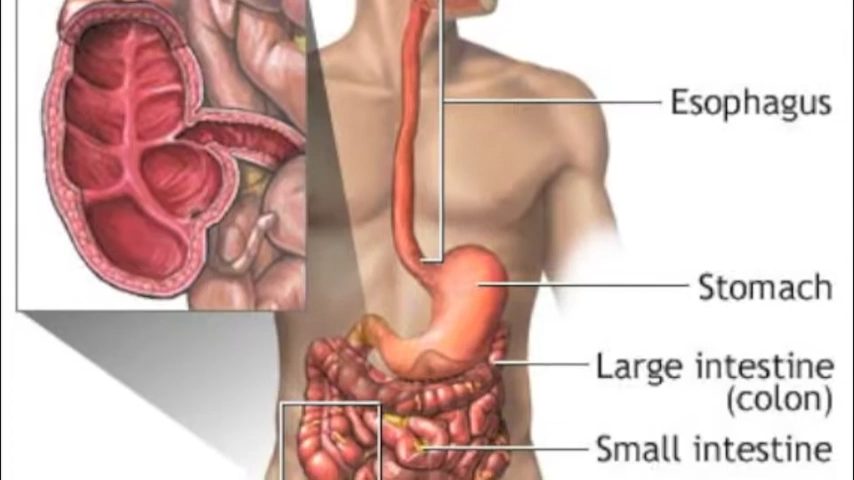 Esophagus
Stomach
Large intestine
(colon)
Small intestine